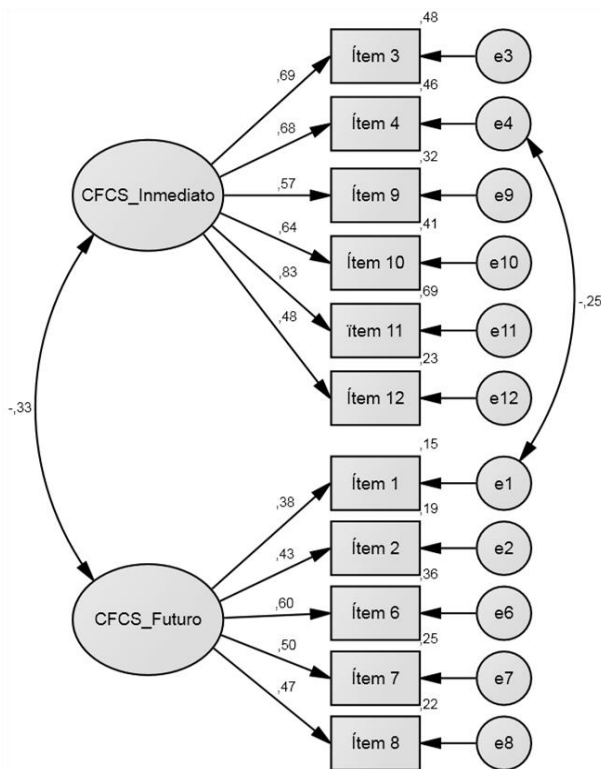 ,48
Ítem 3
e3
,69
,46
Ítem 4
e4
,68
,32
CFCS_Inmediato
Ítem 9
e9
,57
,41
Ítem 10
e10
,64
,69
,83
ïtem 11
e11
-,25
,48
,23
Ítem 12
e12
-,33
,15
Ítem 1
e1
,38
,19
Ítem 2
e2
,43
,36
CFCS_Futuro
Ítem 6
e6
,60
,25
Ítem 7
e7
,50
,22
,47
Ítem 8
e8